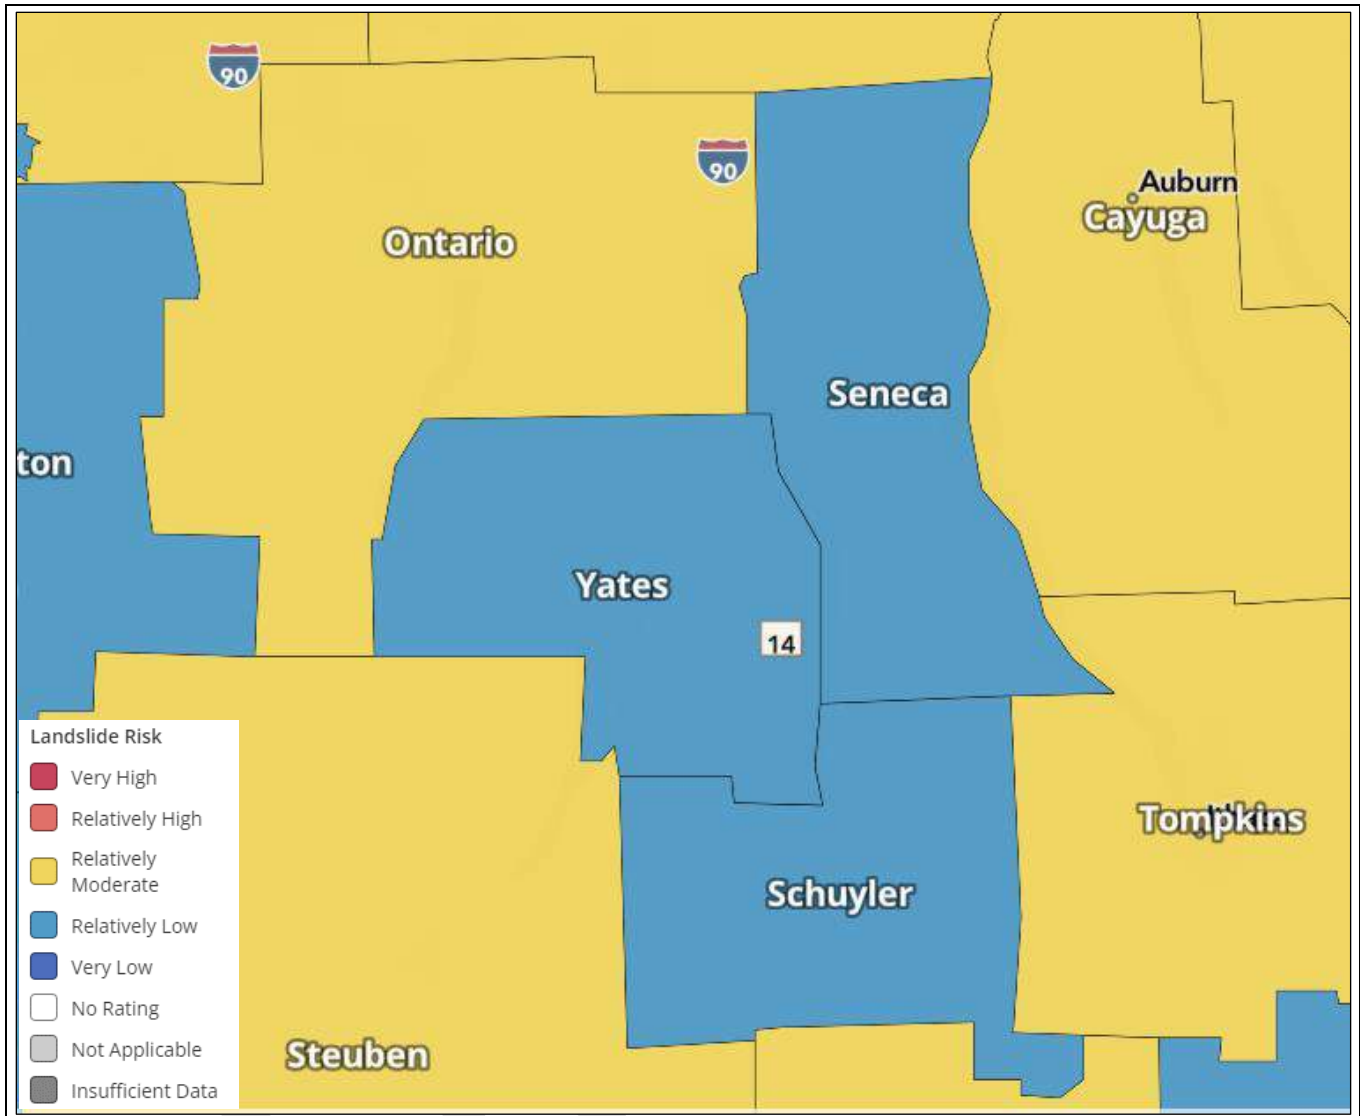 90
90
Auburn
Cayuga
Ontario
Seneca
ton
Yates
14
Tompkins
Schuyler
Steuben
Landslide Risk
Very High
Relatively High
Relatively
Moderate
Relatively Low
Very Low
No Rating
Not Applicable
Insufficient Data